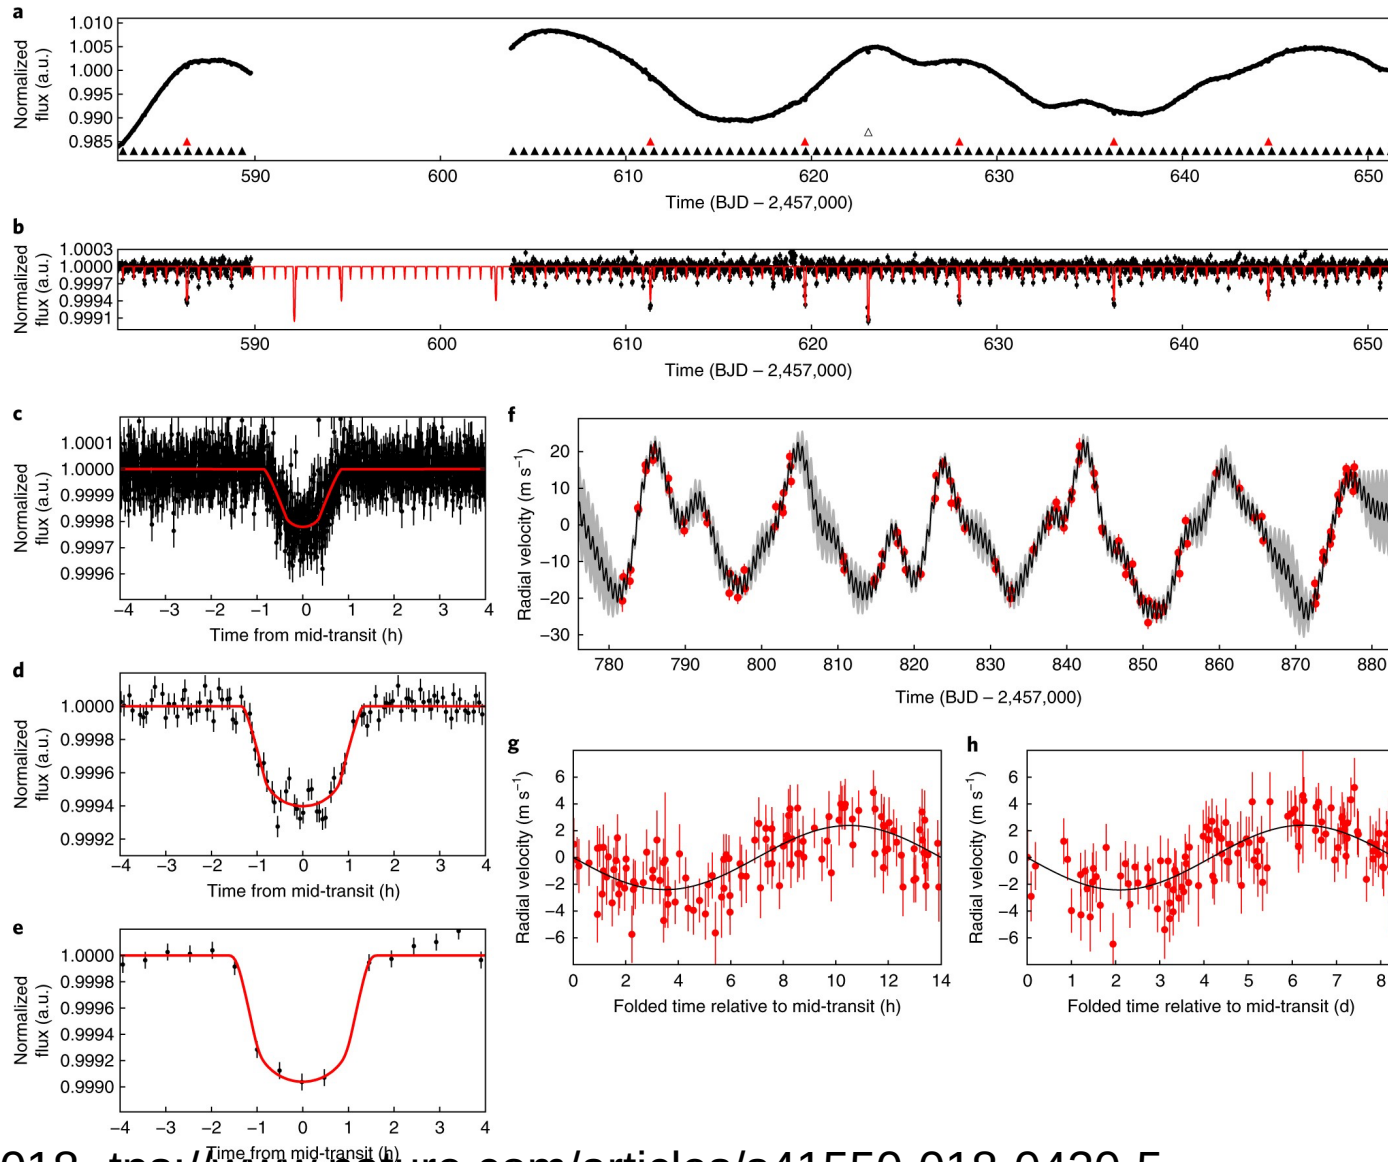 a
Normalized flux (a.u.)
1.010
1.005
1.000
0.995
0.990
0.985
590 600 610 620 630 640 650
Time (BJD – 2,457,000)
b
Normalized flux (a.u.)
1.0003
1.0000
0.9997
0.9994
0.9991
590 600 610 620 630 640 650
Time (BJD – 2,457,000)
c
Normalized flux (a.u.)
1.0001
1.0000
0.9999
0.9998
0.9997
0.9996
–4 –3 –2 –1 0 1 2 3 4
Time from mid-transit (h)
d
Normalized flux (a.u.)
1.0000
0.9998
0.9996
0.9994
0.9992
–4 –3 –2 –1 0 1 2 3 4
Time from mid-transit (h)
e
Normalized flux (a.u.)
1.0000
0.9998
0.9996
0.9994
0.9992
0.9990
–4 –3 –2 –1 0 1 2 3 4
Time from mid-transit (h)
f
Radial velocity (m s⁻¹)
20
10
0
–10
–20
–30
780 790 800 810 820 830 840 850 860 870 880
Time (BJD – 2,457,000)
g
Radial velocity (m s⁻¹)
6
4
2
0
–2
–4
–6
0 2 4 6 8 10 12 14
Folded time relative to mid-transit (h)
h
Radial velocity (m s⁻¹)
6
4
2
0
–2
–4
–6
0 1 2 3 4 5 6 7 8
Folded time relative to mid-transit (d)